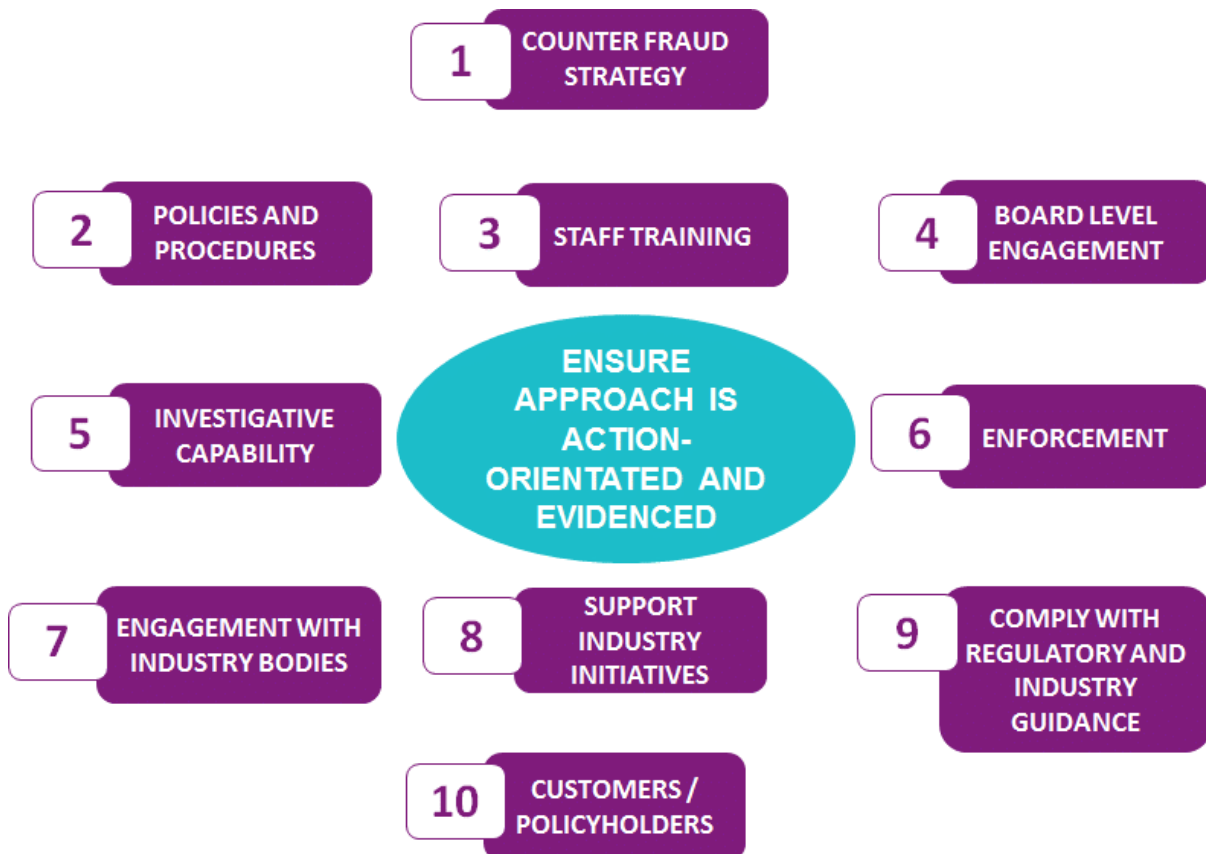 1
COUNTER FRAUD
STRATEGY
2
POLICIES AND
PROCEDURES
3
STAFF TRAINING
4
BOARD LEVEL
ENGAGEMENT
ENSURE
APPROACH IS
ACTION-
ORIENTATED AND
EVIDENCED
5
INVESTIGATIVE
CAPABILITY
6
ENFORCEMENT
7
ENGAGEMENT WITH
INDUSTRY BODIES
8
SUPPORT
INDUSTRY
INITIATIVES
9
COMPLY WITH
REGULATORY AND
INDUSTRY
GUIDANCE
10
CUSTOMERS /
POLICYHOLDERS